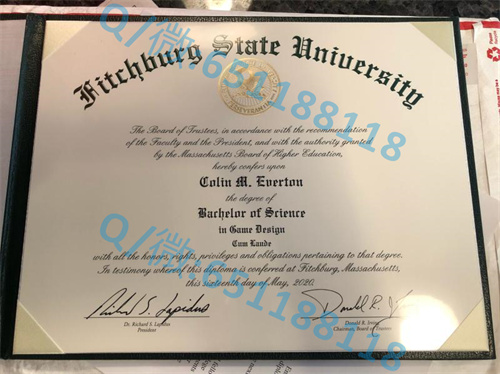 Fitchburg State University
The Board of Trustees, in accordance with the recommendation
of the Faculty and the President, and with the authority granted
by the Massachusetts Board of Higher Education,
hereby confers upon
Colin M. Everton
the degree of
Bachelor of Science
in Game Design
Cum Laude
with all the honors, rights, privileges and obligations pertaining to that degree.
In testimony whereof this diploma is conferred at Fitchburg, Massachusetts,
this sixteenth day of May, 2020.
Dr. Richard S. Lapidus
President
Donald R. Irving
Chairman, Board of Trustees
Q/微:651188118
Q/微:651188118